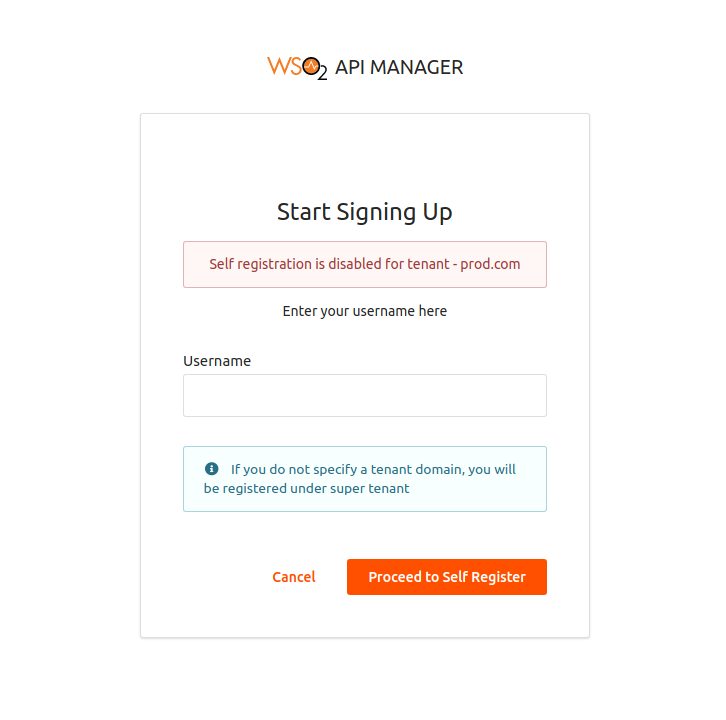 WSO2 API MANAGER
Start Signing Up
Self registration is disabled for tenant - prod.com
Enter your username here
Username
If you do not specify a tenant domain, you will
be registered under super tenant
Cancel
Proceed to Self Register